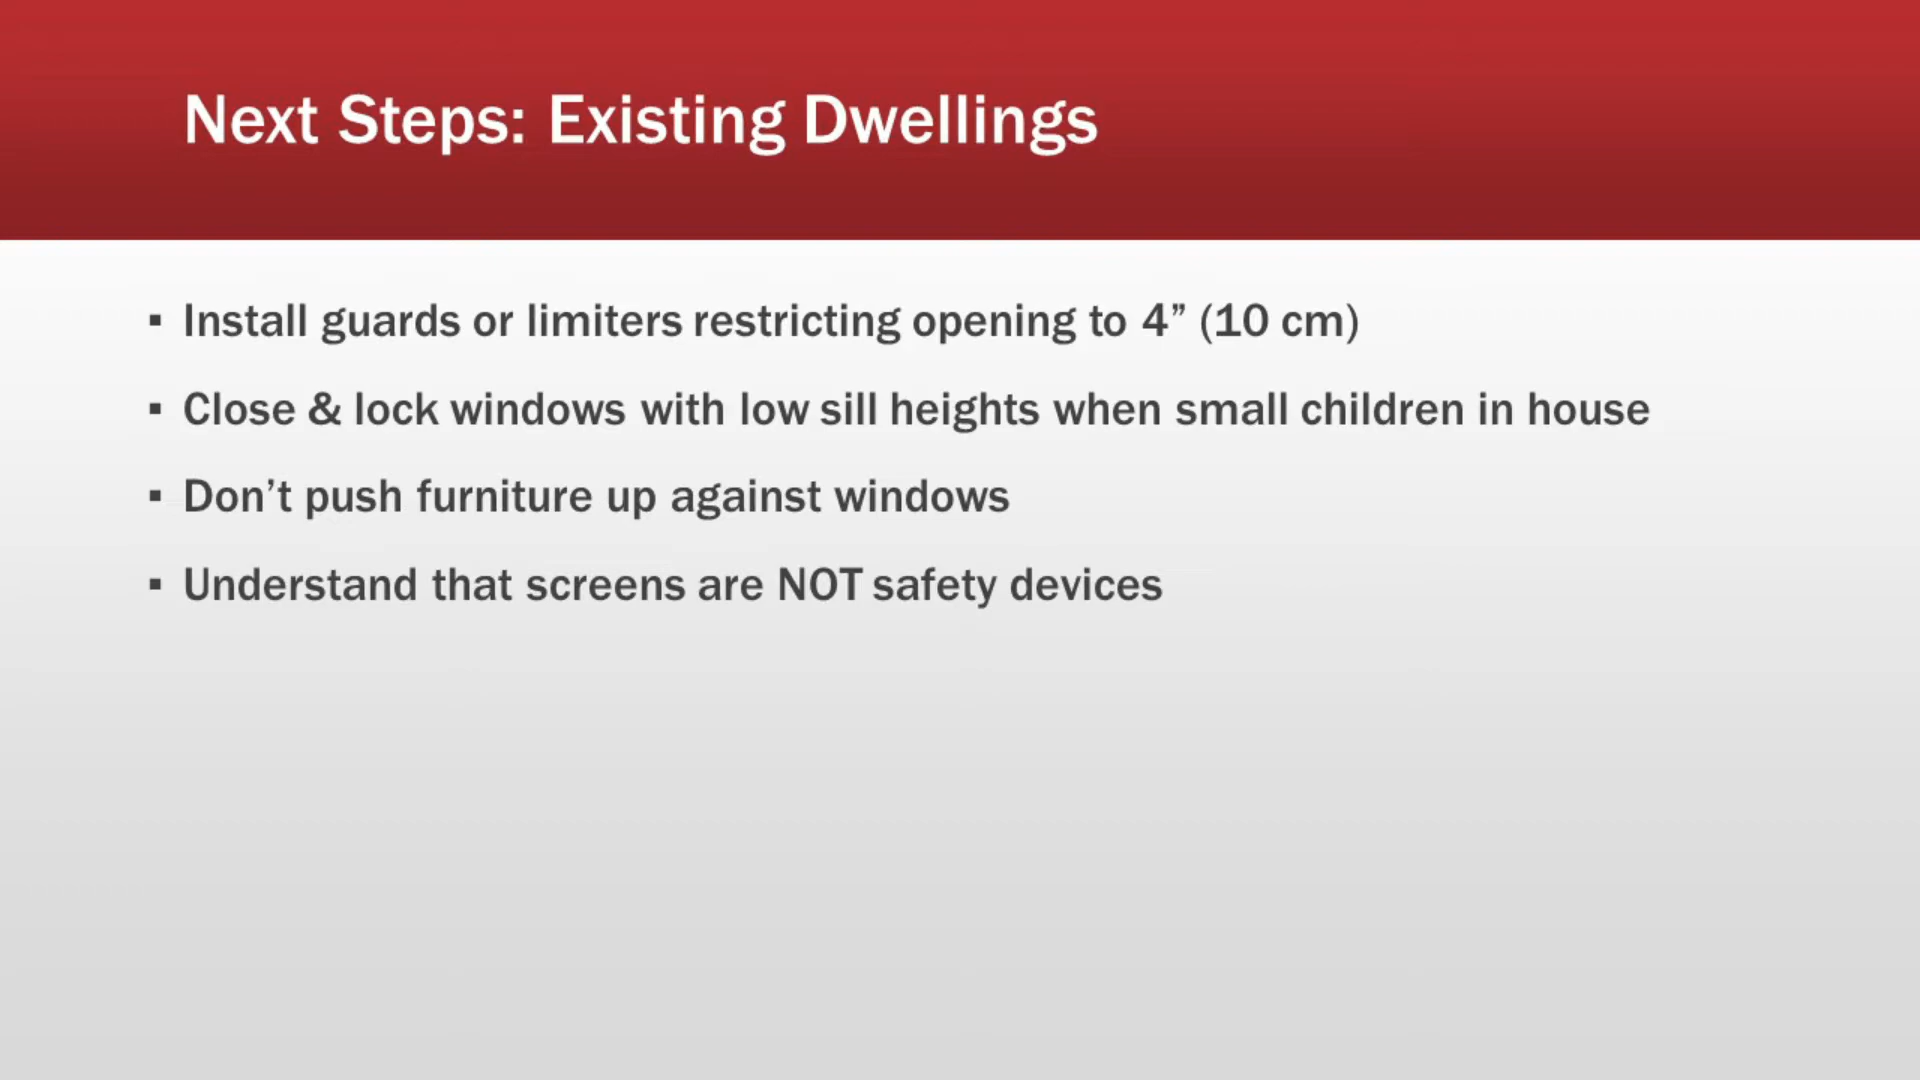 Next Steps: Existing Dwellings
▪ Install guards or limiters restricting opening to 4” (10 cm)
▪ Close & lock windows with low sill heights when small children in house
▪ Don’t push furniture up against windows
▪ Understand that screens are NOT safety devices